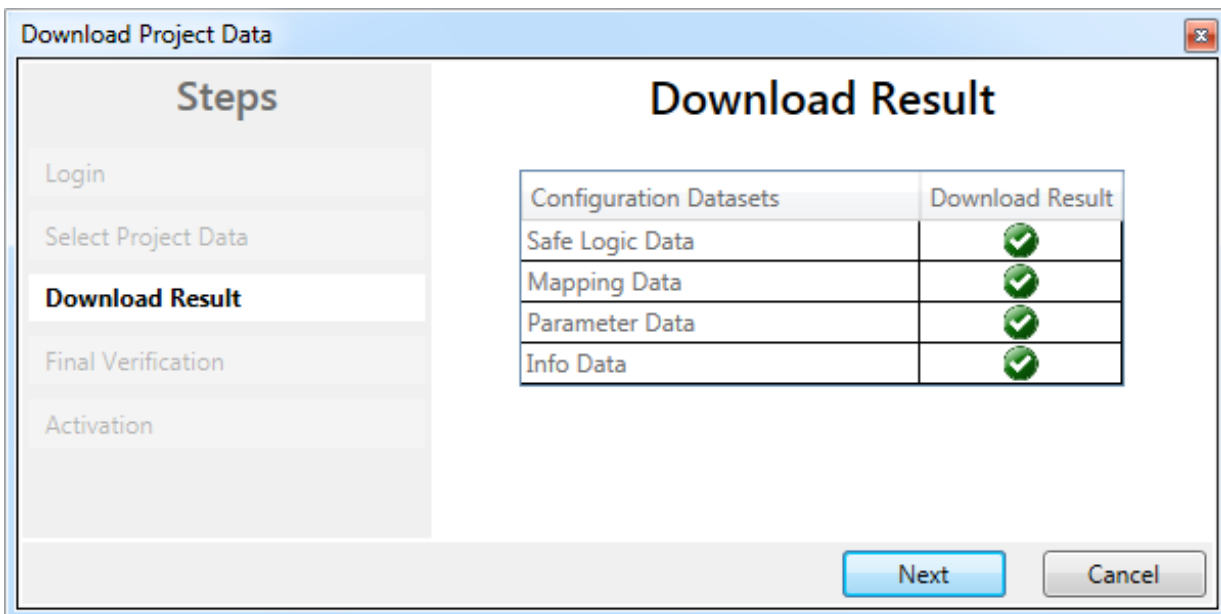 Download Project Data
Steps
Login
Select Project Data
Download Result
Final Verification
Activation
Download Result
Configuration Datasets Download Result
Safe Logic Data
Mapping Data
Parameter Data
Info Data
Next Cancel